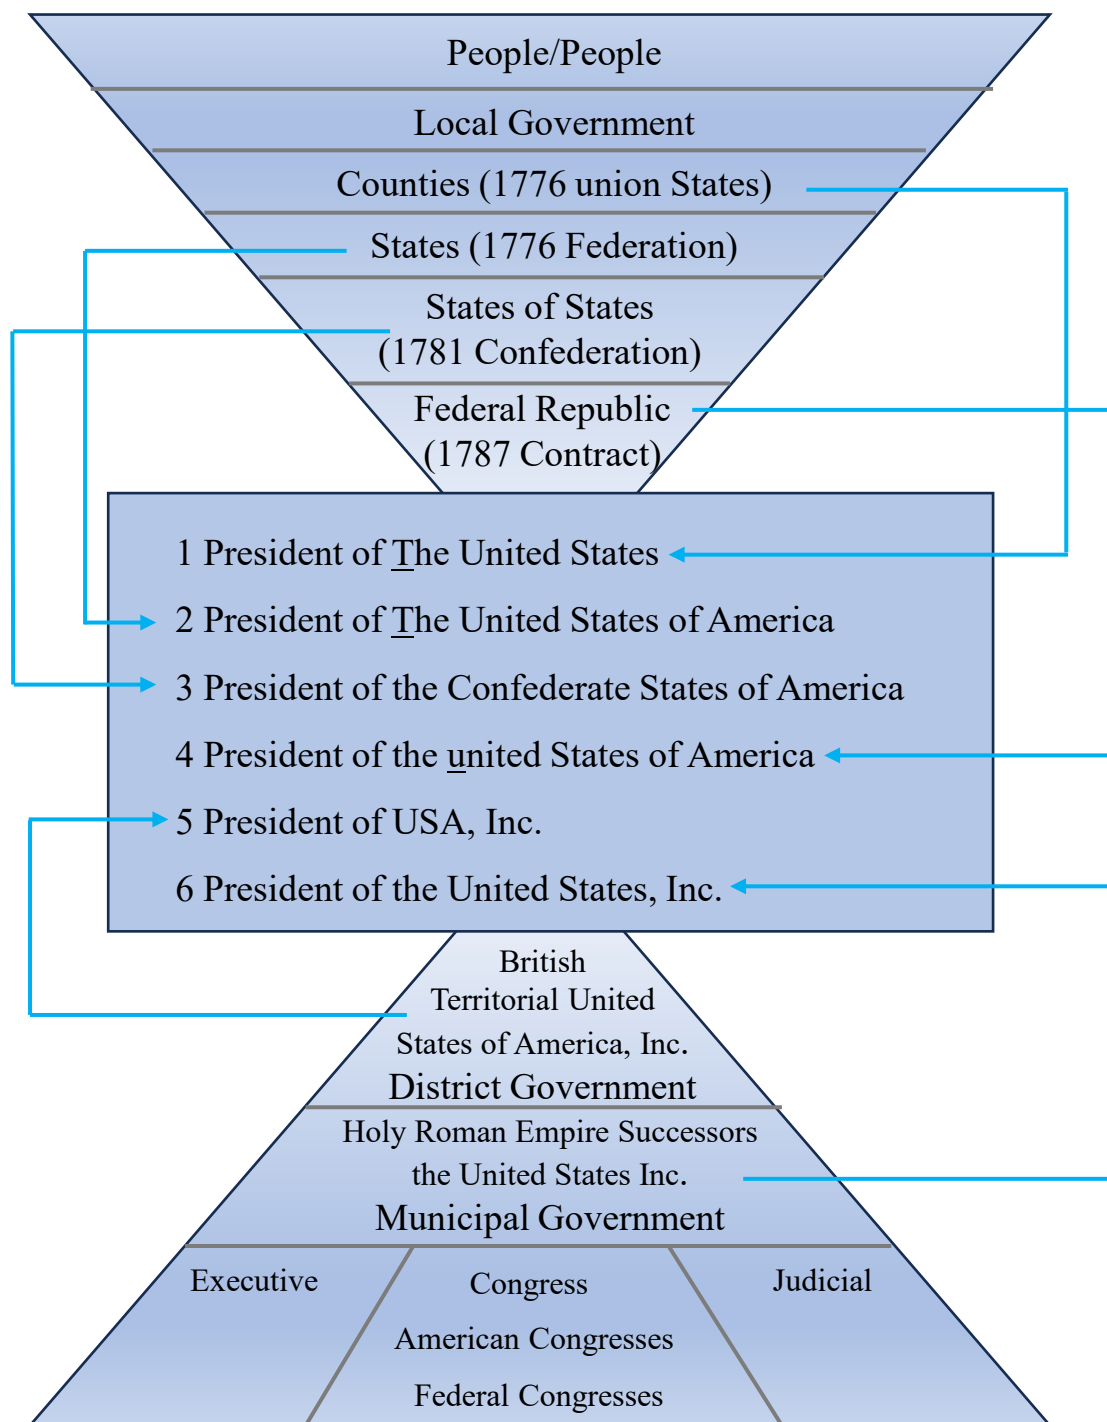 People/People
Local Government
Counties (1776 union States)
States (1776 Federation)
States of States
(1781 Confederation)
Federal Republic
(1787 Contract)
1 President of The United States
2 President of The United States of America
3 President of the Confederate States of America
4 President of the united States of America
5 President of USA, Inc.
6 President of the United States, Inc.
British
Territorial United
States of America, Inc.
District Government
Holy Roman Empire Successors
the United States Inc.
Municipal Government
Executive
Congress
Judicial
American Congresses
Federal Congresses